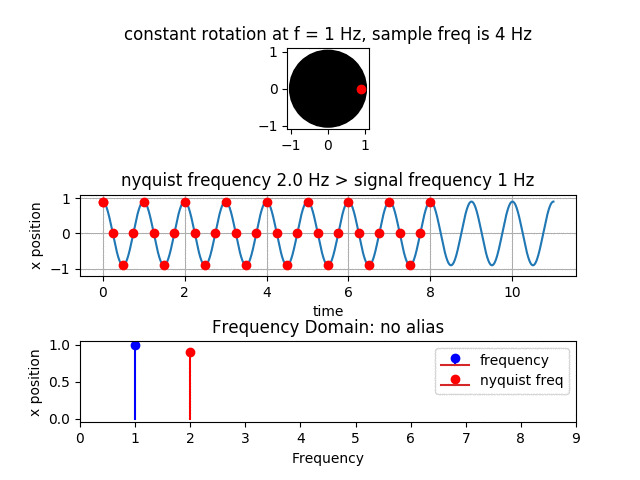 constant rotation at f = 1 Hz, sample freq is 4 Hz
1
0
−1
−1 0 1
nyquist frequency 2.0 Hz > signal frequency 1 Hz
x position
1
0
−1
0 2 4 6 8 10
time
Frequency Domain: no alias
x position
1.0
0.5
0.0
frequency
nyquist freq
0 1 2 3 4 5 6 7 8 9
Frequency